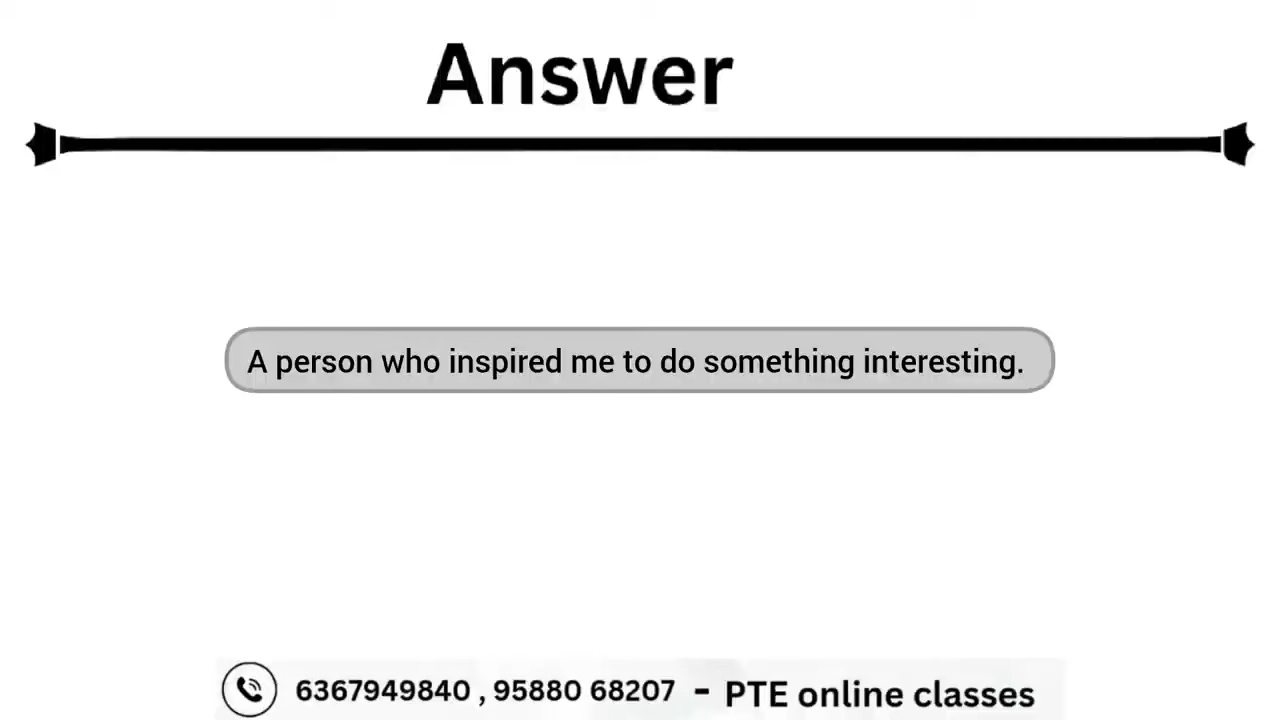 Answer
A person who inspired me to do something interesting.
6367949840 , 95880 68207 - PTE online classes